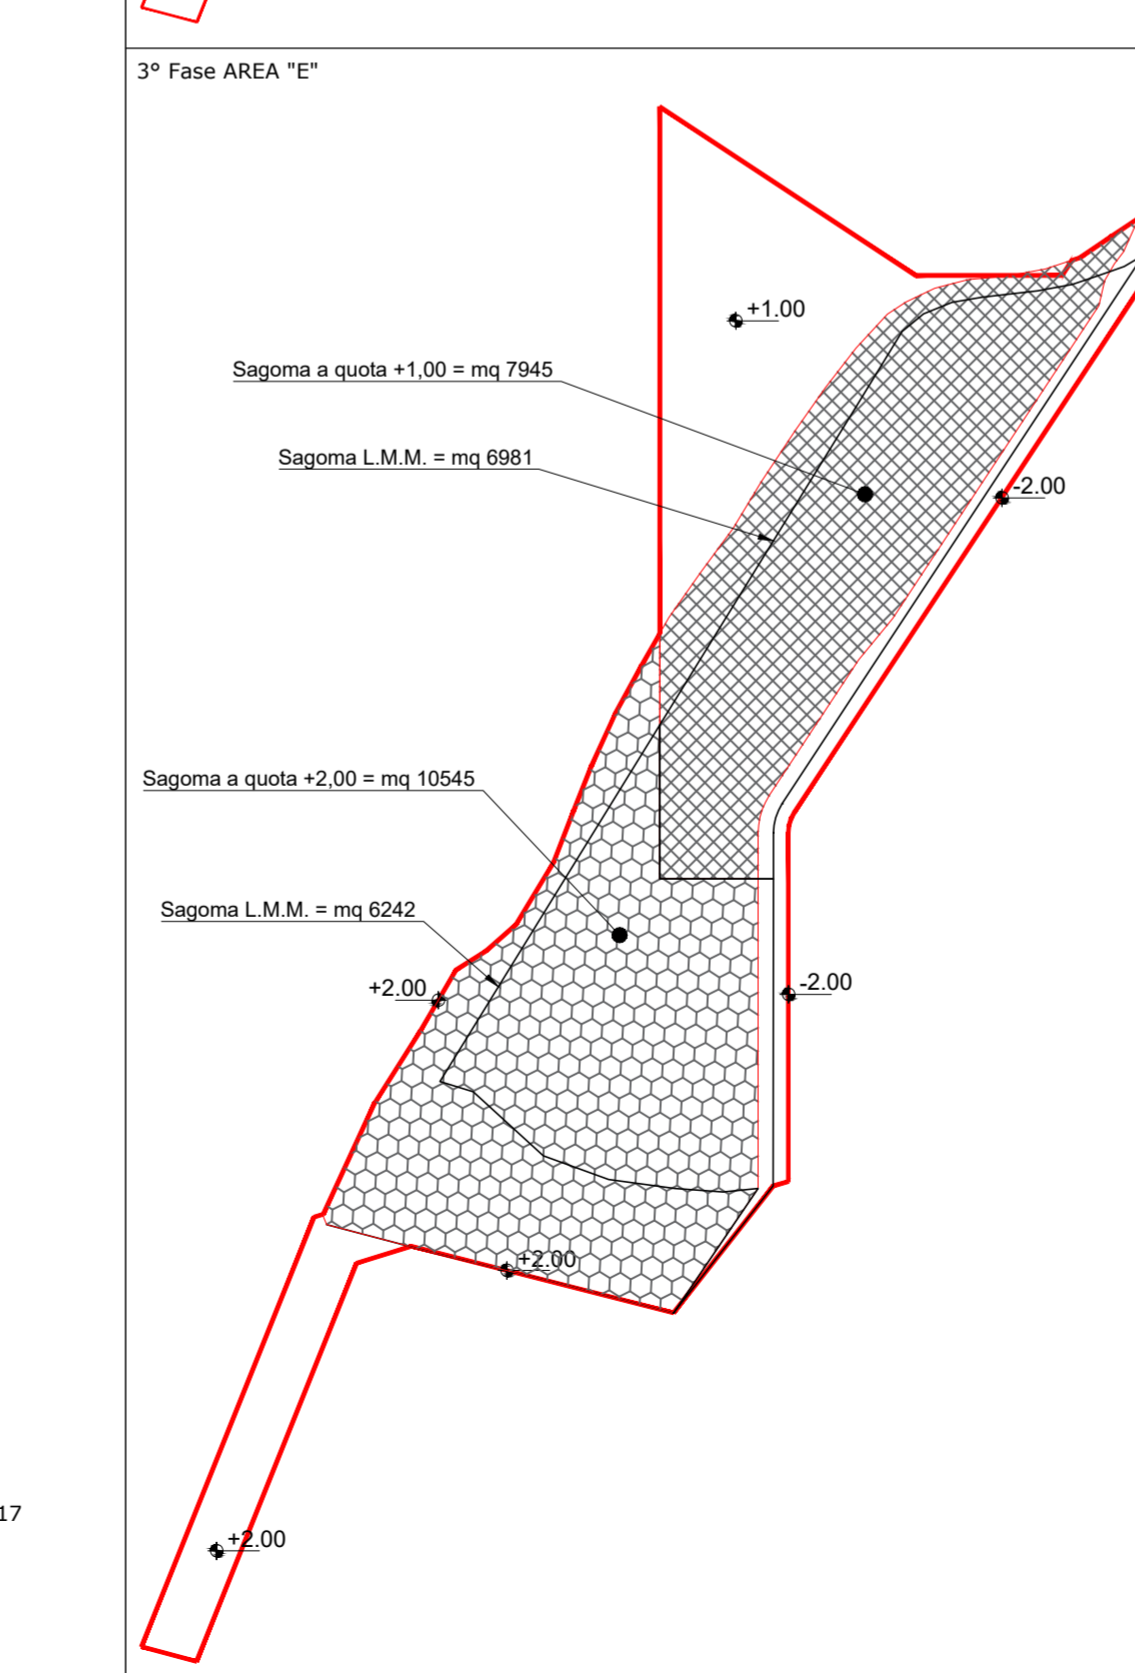 3° Fase AREA "E"
+1.00
Sagoma a quota +1,00 = mq 7945
Sagoma L.M.M. = mq 6981
-2.00
Sagoma a quota +2,00 = mq 10545
Sagoma L.M.M. = mq 6242
+2.00
-2.00
+2.00
17
+2.00